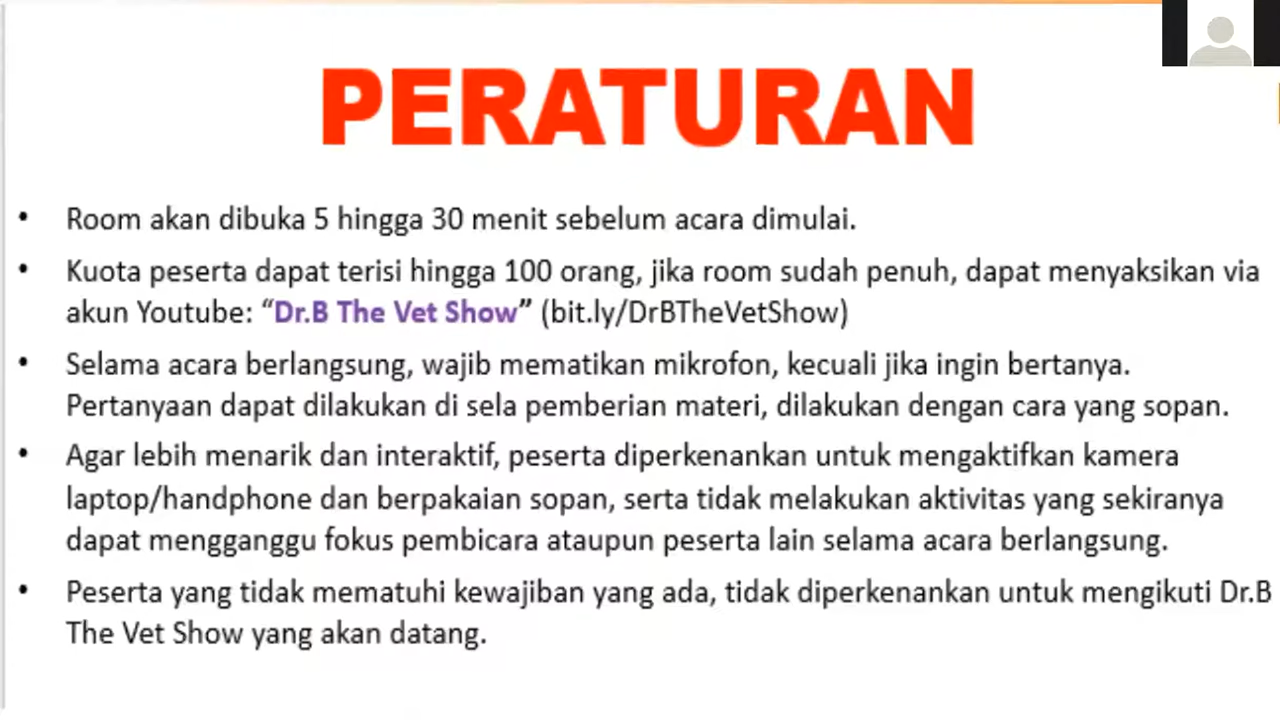 PERATURAN
• Room akan dibuka 5 hingga 30 menit sebelum acara dimulai.
• Kuota peserta dapat terisi hingga 100 orang, jika room sudah penuh, dapat menyaksikan via
akun Youtube: “Dr.B The Vet Show” (bit.ly/DrBTheVetShow)
• Selama acara berlangsung, wajib mematikan mikrofon, kecuali jika ingin bertanya.
Pertanyaan dapat dilakukan di sela pemberian materi, dilakukan dengan cara yang sopan.
• Agar lebih menarik dan interaktif, peserta diperkenankan untuk mengaktifkan kamera
laptop/handphone dan berpakaian sopan, serta tidak melakukan aktivitas yang sekiranya
dapat mengganggu fokus pembicara ataupun peserta lain selama acara berlangsung.
• Peserta yang tidak mematuhi kewajiban yang ada, tidak diperkenankan untuk mengikuti Dr.B
The Vet Show yang akan datang.